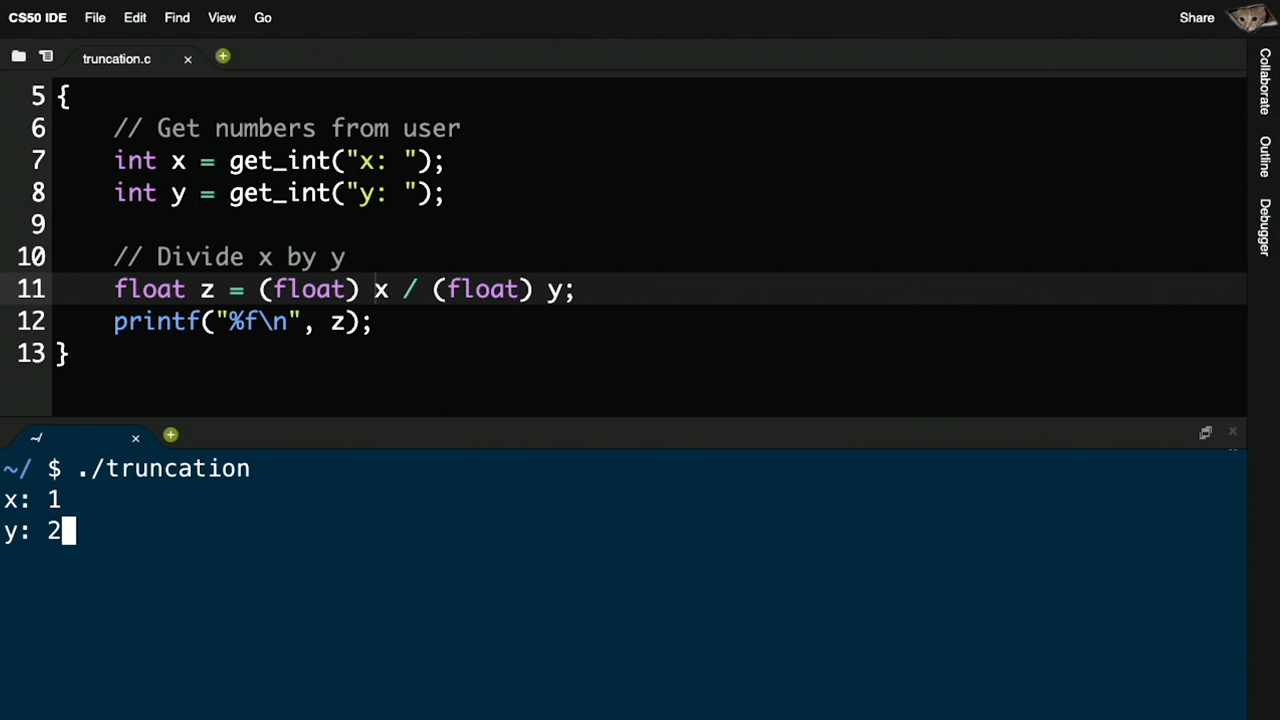 CS50 IDE File Edit Find View Go Share
truncation.c
5 {
6 // Get numbers from user
7 int x = get_int("x: ");
8 int y = get_int("y: ");
9
10 // Divide x by y
11 float z = (float) x / (float) y;
12 printf("%f\n", z);
13 }
Collaborate
Outline
Debugger
~/
~/ $ ./truncation
x: 1
y: 2